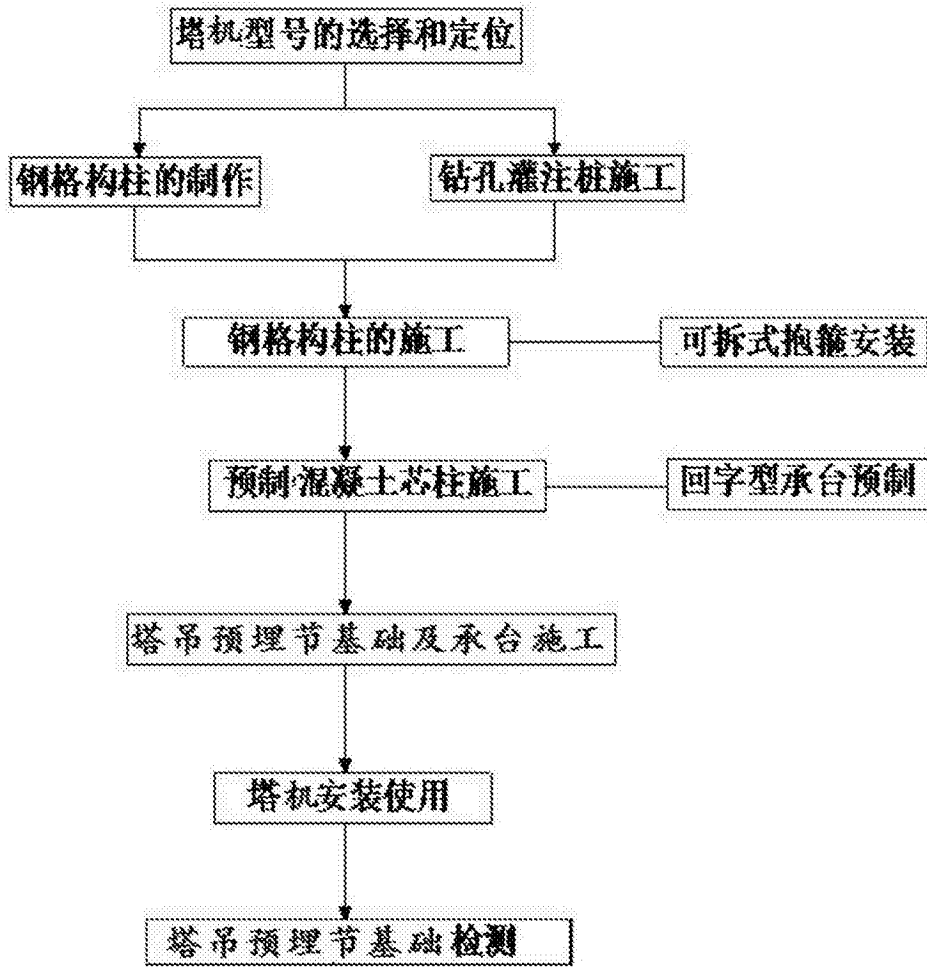 塔机型号的选择和定位
钢格构柱的制作
钻孔灌注桩施工
钢格构柱的施工
可拆式抱箍安装
预制混凝土芯柱施工
回字型承台预制
塔吊预埋节基础及承台施工
塔机安装使用
塔吊预埋节基础检测